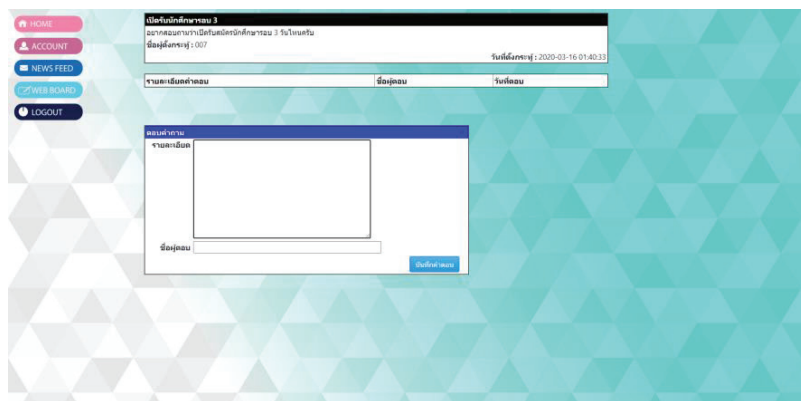 HOME
ACCOUNT
NEWS FEED
WEB BOARD
LOGOUT
เปิดรับนักศึกษารอบ 3
อยากสอบถามว่าเปิดรับสมัครนักศึกษารอบ 3 วันไหนครับ
ชื่อผู้ตั้งกระทู้ : 007
วันที่ตั้งกระทู้ : 2020-03-16 01:40:33
รายละเอียดคำตอบ ชื่อผู้ตอบ วันที่ตอบ
ตอบคำถาม
รายละเอียด
ชื่อผู้ตอบ
บันทึกคำตอบ